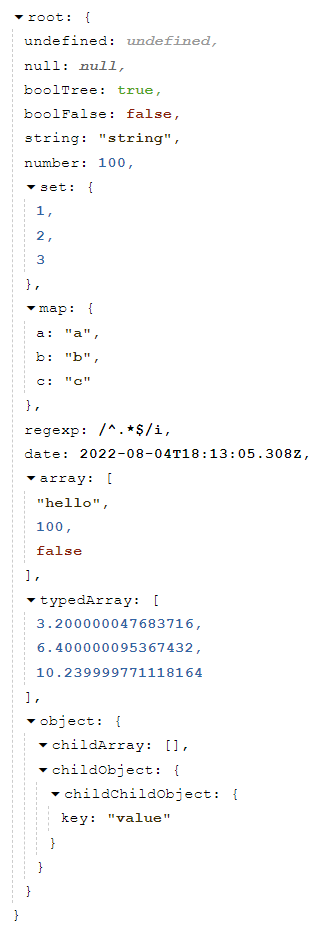 root: {
undefined: undefined,
null: null,
boolTree: true,
boolFalse: false,
string: "string",
number: 100,
set: {
1,
2,
3
},
map: {
a: "a",
b: "b",
c: "c"
},
regexp: /^.*$/i,
date: 2022-08-04T18:13:05.308Z,
array: [
"hello",
100,
false
],
typedArray: [
3.200000047683716,
6.400000095367432,
10.239999771118164
],
object: {
childArray: [],
childObject: {
childChildObject: {
key: "value"
}
}
}
}